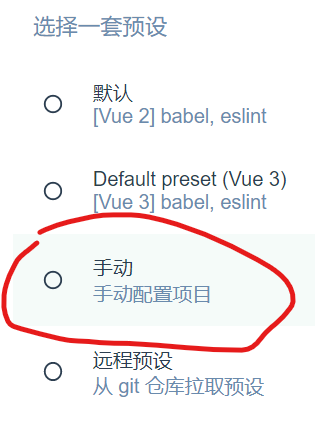 选择一套预设
默认
[Vue 2] babel, eslint
Default preset (Vue 3)
[Vue 3] babel, eslint
手动
手动配置项目
远程预设
从 git 仓库拉取预设